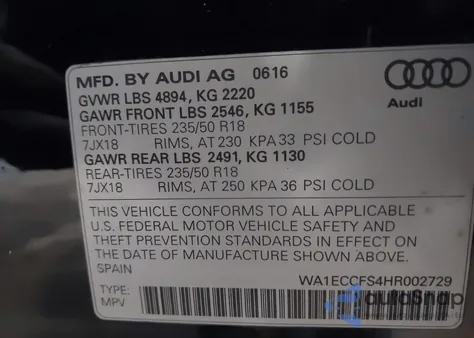 MFD. BY AUDI AG 0616
GVWR LBS 4894, KG 2220
GAWR FRONT LBS 2546, KG 1155
FRONT-TIRES 235/50 R18
7JX18 RIMS, AT 230 KPA 33 PSI COLD
GAWR REAR LBS 2491, KG 1130
REAR-TIRES 235/50 R18
7JX18 RIMS, AT 250 KPA 36 PSI COLD
Audi
THIS VEHICLE CONFORMS TO ALL APPLICABLE
U.S. FEDERAL MOTOR VEHICLE SAFETY AND
THEFT PREVENTION STANDARDS IN EFFECT ON
THE DATE OF MANUFACTURE SHOWN ABOVE.
SPAIN
WA1ECCFS4HR002729
TYPE:
MPV
autoSnap